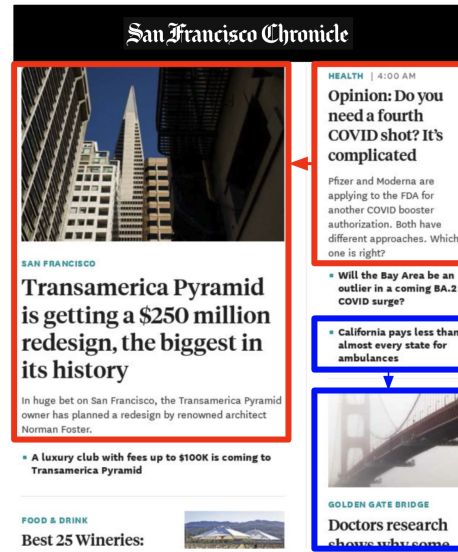 San Francisco Chronicle
SAN FRANCISCO
Transamerica Pyramid
is getting a $250 million
redesign, the biggest in
its history
In huge bet on San Francisco, the Transamerica Pyramid
owner has planned a redesign by renowned architect
Norman Foster.
A luxury club with fees up to $100K is coming to
Transamerica Pyramid
FOOD & DRINK
Best 25 Wineries:
HEALTH | 4:00 AM
Opinion: Do you
need a fourth
COVID shot? It's
complicated
Pfizer and Moderna are
applying to the FDA for
another COVID booster
authorization. Both have
different approaches. Which
one is right?
Will the Bay Area be an
outlier in a coming BA.2
COVID surge?
California pays less than
almost every state for
ambulances
GOLDEN GATE BRIDGE
Doctors research
shows why some